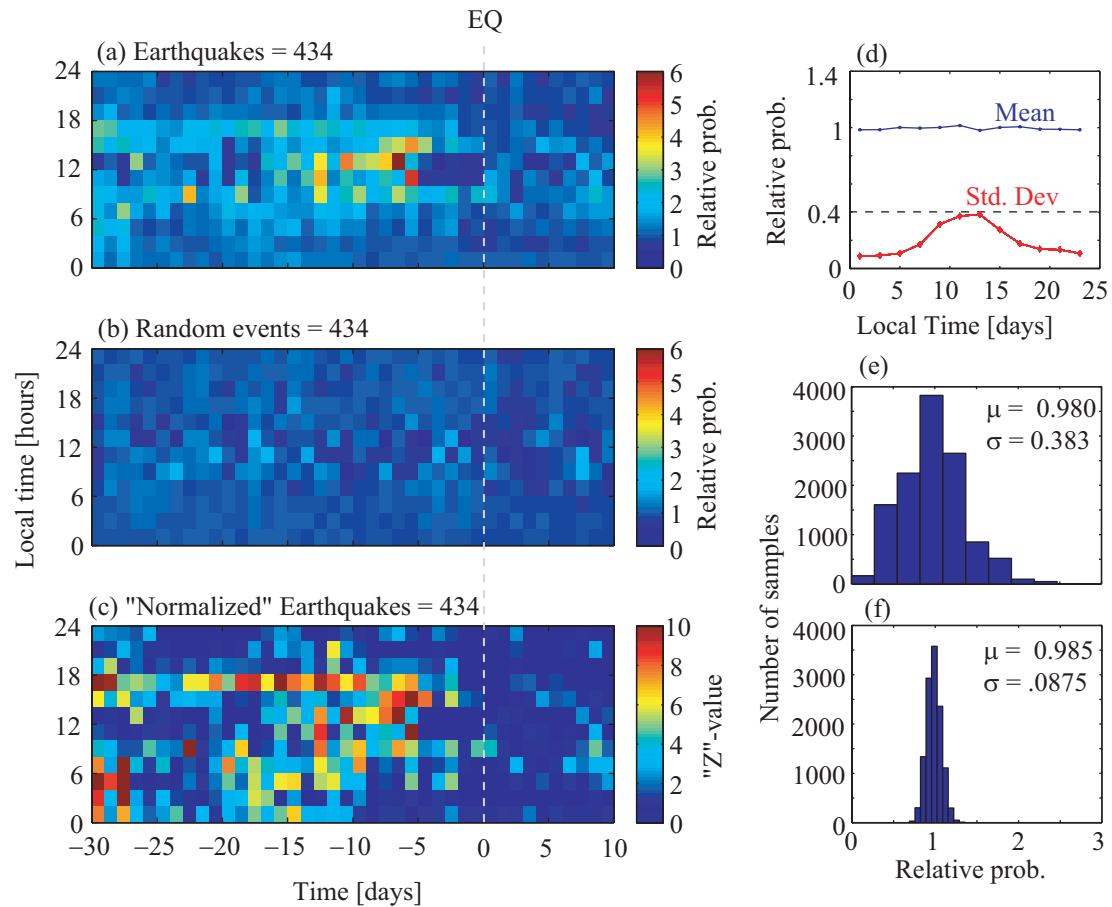 EQ
(a) Earthquakes = 434
24
18
12
6
0
6
5
4
3
2
1
0
Relative prob.
(b) Random events = 434
24
18
12
6
0
6
5
4
3
2
1
0
Relative prob.
Local time [hours]
(c) "Normalized" Earthquakes = 434
24
18
12
6
0
10
8
6
4
2
0
"Z"-value
−30 −25 −20 −15 −10 −5 0 5 10
Time [days]
(d)
1.4
1
0.4
0
Relative prob.
Mean
Std. Dev
0 5 10 15 20 25
Local Time [days]
(e)
4000
3000
2000
1000
0
μ = 0.980
σ = 0.383
Number of samples
(f)
4000
3000
2000
1000
0
μ = 0.985
σ = .0875
0 1 2 3
Relative prob.